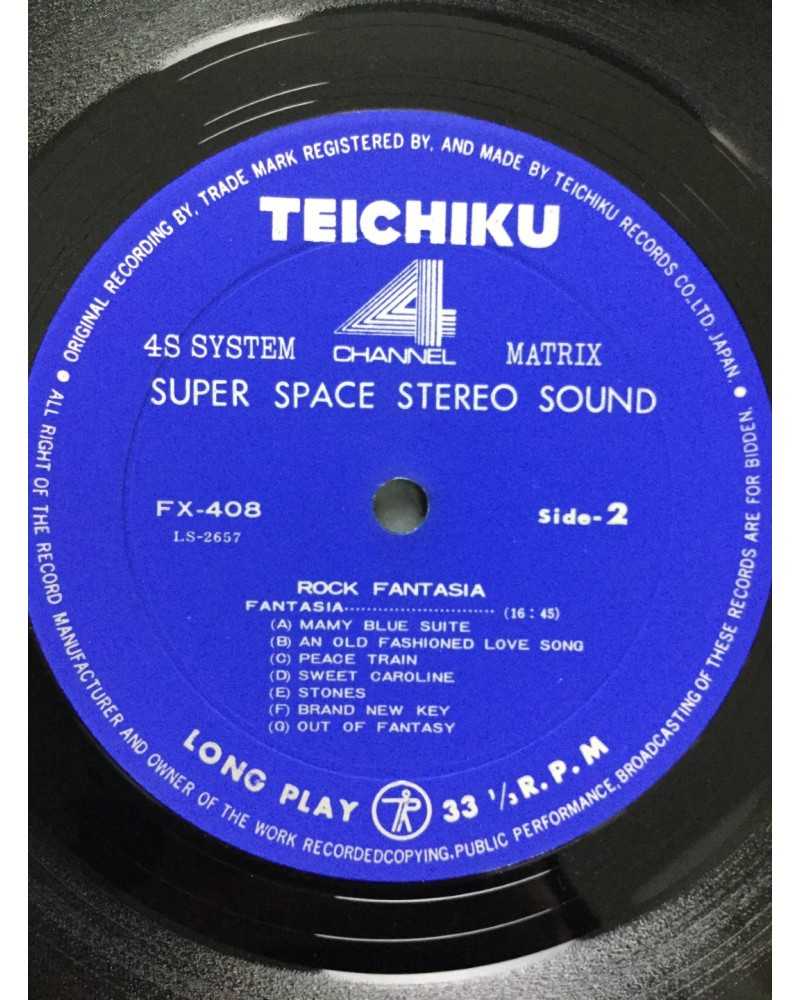 ORIGINAL RECORDING BY, TRADE MARK REGISTERED BY, AND MADE BY TEICHIKU RECORDS CO.,LTD. JAPAN.
TEICHIKU
4
4S SYSTEM CHANNEL MATRIX
SUPER SPACE STEREO SOUND
FX-408 Side-2
LS-2657
ROCK FANTASIA
FANTASIA (16:45)
(A) MAMY BLUE SUITE
(B) AN OLD FASHIONED LOVE SONG
(C) PEACE TRAIN
(D) SWEET CAROLINE
(E) STONES
(F) BRAND NEW KEY
(G) OUT OF FANTASY
LONG PLAY TR 33 1/3 R.P.M
ALL RIGHT OF THE RECORD MANUFACTURER AND OWNER OF THE WORK RECORDEDCOPYING,PUBLIC PERFORMANCE,BROADCASTING OF THESE RECORDS ARE FOR BIDDEN.